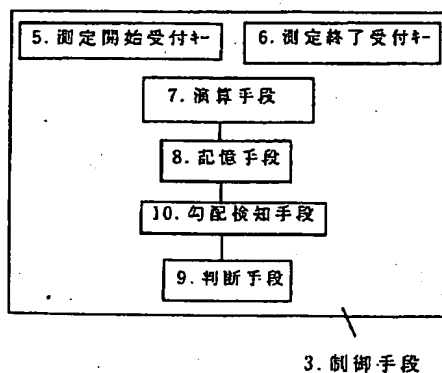 5. 測定開始受付キー
6. 測定終了受付キー
7. 演算手段
8. 記憶手段
10. 勾配検知手段
9. 判断手段
3. 制御手段